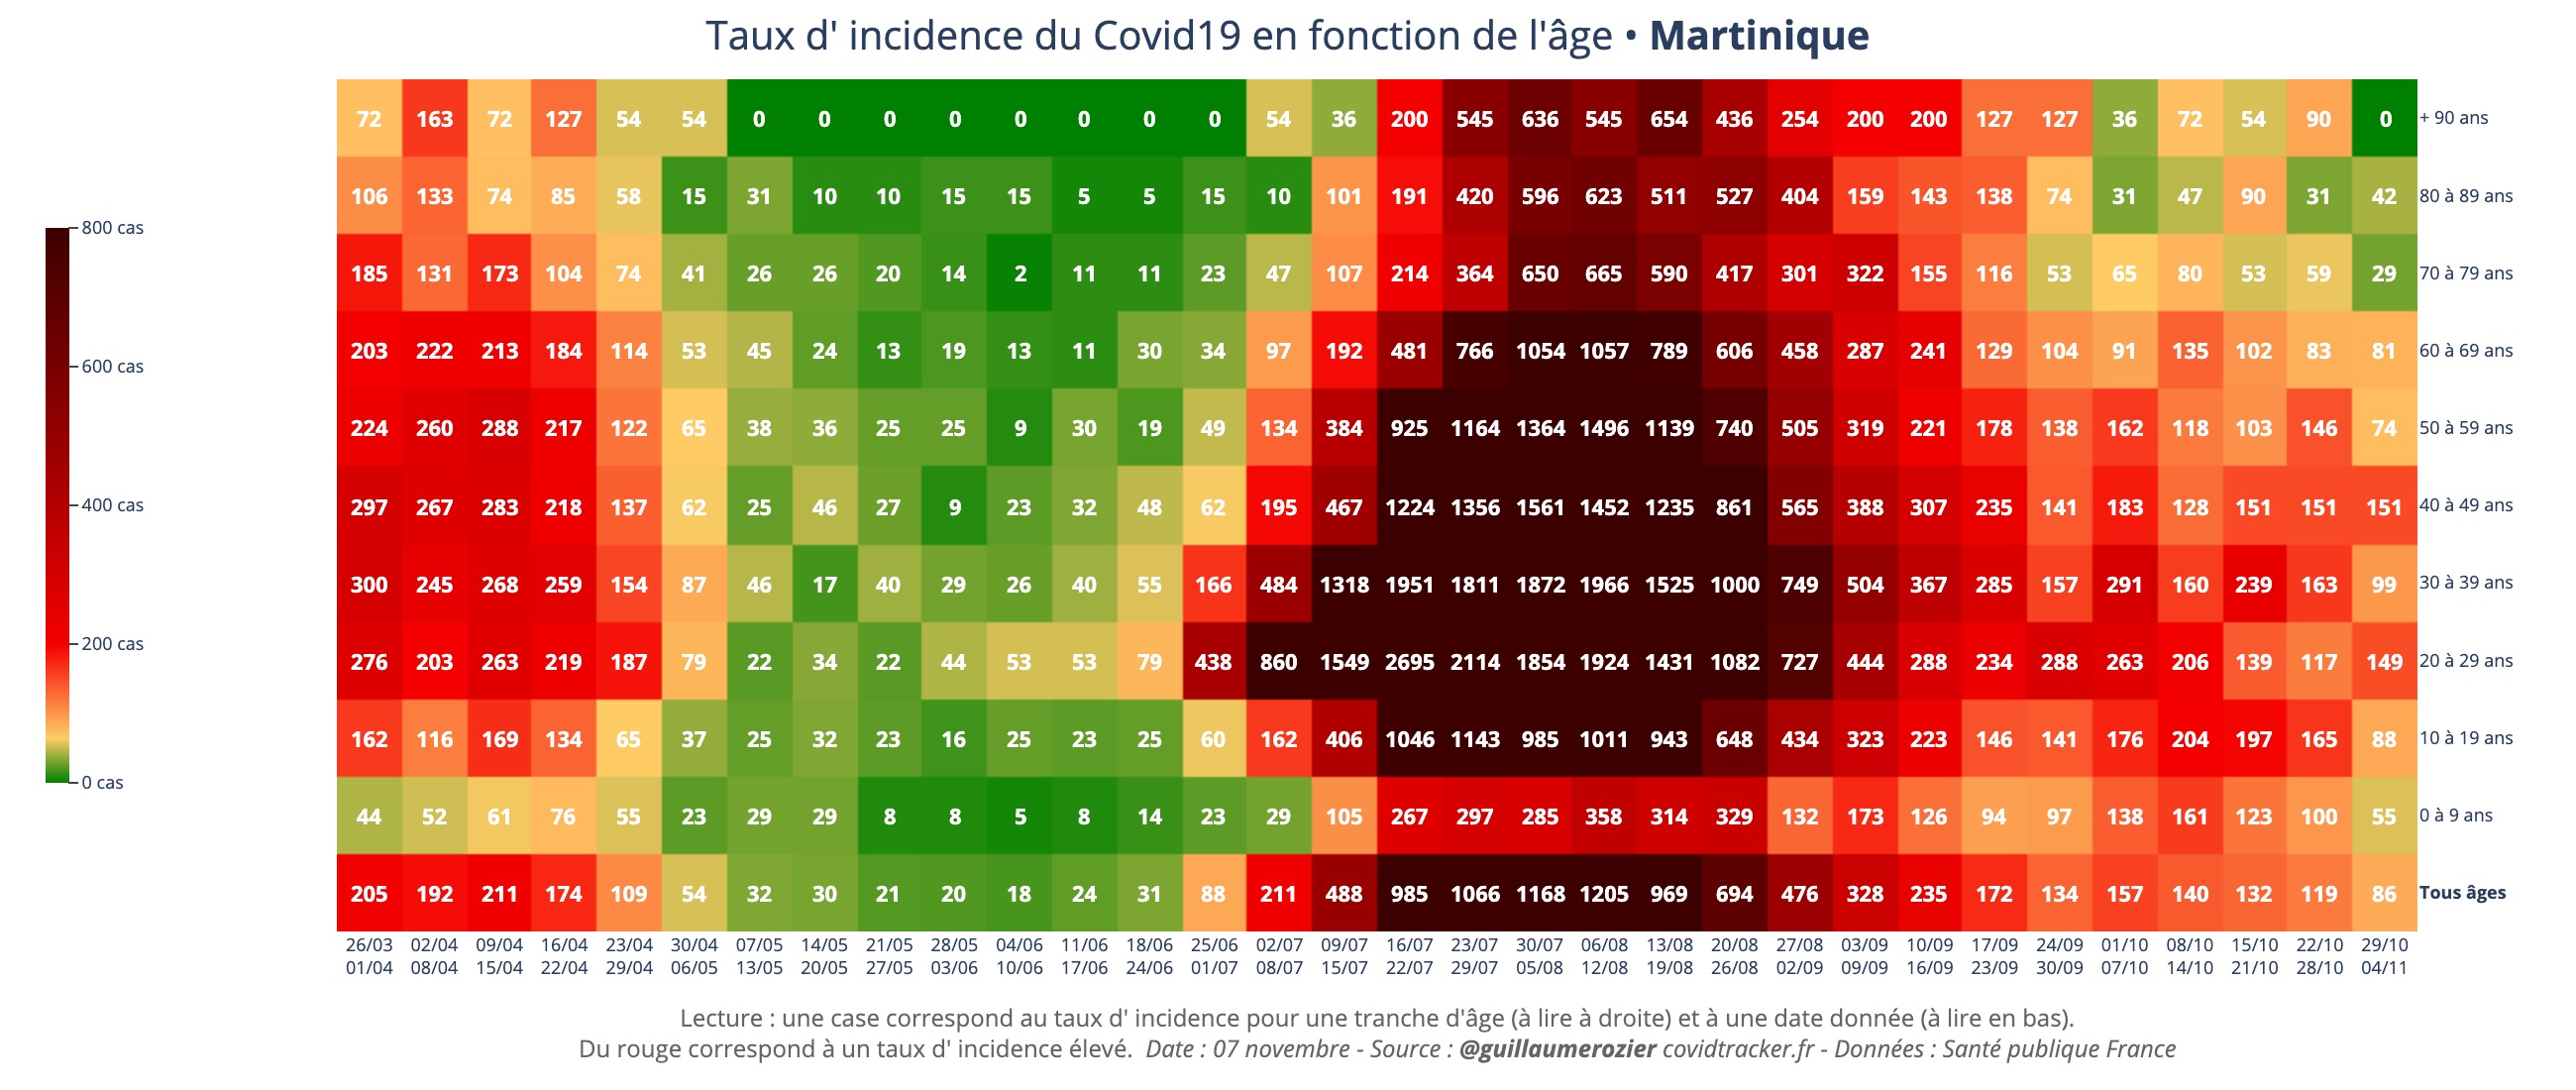 Taux d' incidence du Covid19 en fonction de l'âge • Martinique
72 163 72 127 54 54 0 0 0 0 0 0 0 0 54 36 200 545 636 545 654 436 254 200 200 127 127 36 72 54 90 0 + 90 ans
106 133 74 85 58 15 31 10 10 15 15 5 5 15 10 101 191 420 596 623 511 527 404 159 143 138 74 31 47 90 31 42 80 à 89 ans
800 cas
185 131 173 104 74 41 26 26 20 14 2 11 11 23 47 107 214 364 650 665 590 417 301 322 155 116 53 65 80 53 59 29 70 à 79 ans
203 222 213 184 114 53 45 24 13 19 13 11 30 34 97 192 481 766 1054 1057 789 606 458 287 241 129 104 91 135 102 83 81 60 à 69 ans
600 cas
224 260 288 217 122 65 38 36 25 25 9 30 19 49 134 384 925 1164 1364 1496 1139 740 505 319 221 178 138 162 118 103 146 74 50 à 59 ans
400 cas
297 267 283 218 137 62 25 46 27 9 23 32 48 62 195 467 1224 1356 1561 1452 1235 861 565 388 307 235 141 183 128 151 151 151 40 à 49 ans
300 245 268 259 154 87 46 17 40 29 26 40 55 166 484 1318 1951 1811 1872 1966 1525 1000 749 504 367 285 157 291 160 239 163 99 30 à 39 ans
200 cas
276 203 263 219 187 79 22 34 22 44 53 53 79 438 860 1549 2695 2114 1854 1924 1431 1082 727 444 288 234 288 263 206 139 117 149 20 à 29 ans
162 116 169 134 65 37 25 32 23 16 25 23 25 60 162 406 1046 1143 985 1011 943 648 434 323 223 146 141 176 204 197 165 88 10 à 19 ans
0 cas
44 52 61 76 55 23 29 29 8 8 5 8 14 23 29 105 267 297 285 358 314 329 132 173 126 94 97 138 161 123 100 55 0 à 9 ans
205 192 211 174 109 54 32 30 21 20 18 24 31 88 211 488 985 1066 1168 1205 969 694 476 328 235 172 134 157 140 132 119 86 Tous âges
26/03 02/04 09/04 16/04 23/04 30/04 07/05 14/05 21/05 28/05 04/06 11/06 18/06 25/06 02/07 09/07 16/07 23/07 30/07 06/08 13/08 20/08 27/08 03/09 10/09 17/09 24/09 01/10 08/10 15/10 22/10 29/10
01/04 08/04 15/04 22/04 29/04 06/05 13/05 20/05 27/05 03/06 10/06 17/06 24/06 01/07 08/07 15/07 22/07 29/07 05/08 12/08 19/08 26/08 02/09 09/09 16/09 23/09 30/09 07/10 14/10 21/10 28/10 04/11
Lecture : une case correspond au taux d' incidence pour une tranche d'âge (à lire à droite) et à une date donnée (à lire en bas).
Du rouge correspond à un taux d' incidence élevé. Date : 07 novembre - Source : @guillaumerozier covidtracker.fr - Données : Santé publique France